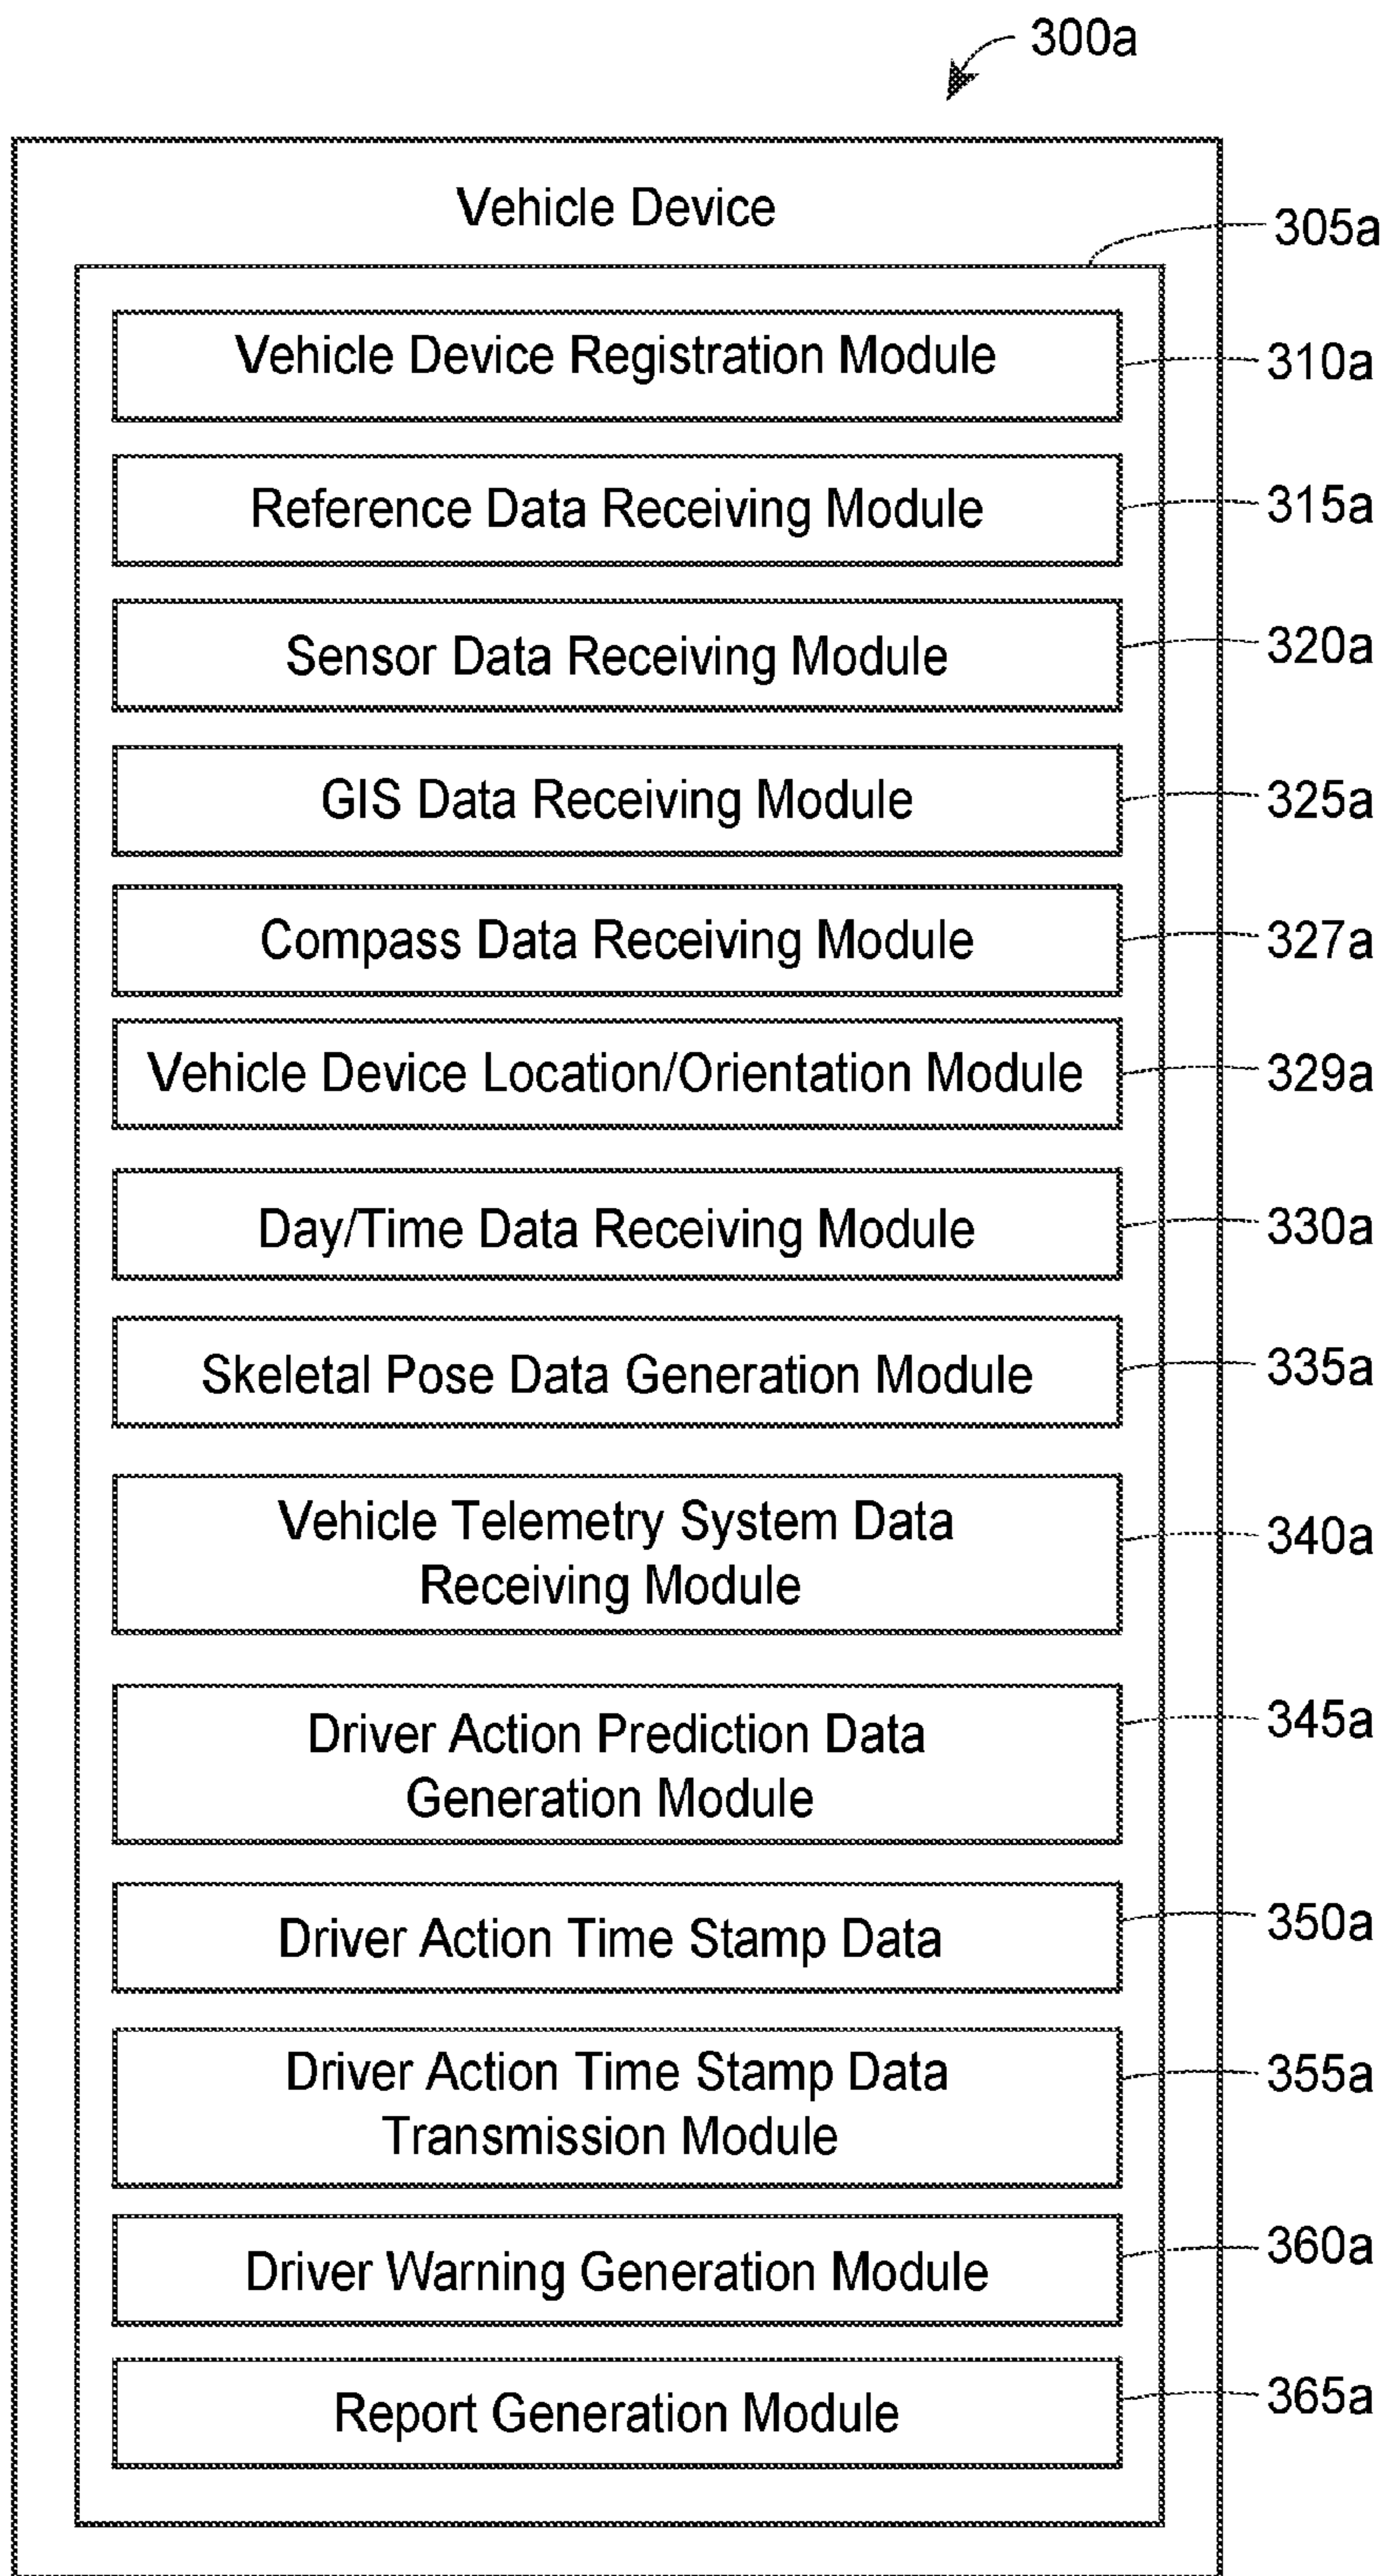 300a
Vehicle Device
305a
Vehicle Device Registration Module
310a
Reference Data Receiving Module
315a
Sensor Data Receiving Module
320a
GIS Data Receiving Module
325a
Compass Data Receiving Module
327a
Vehicle Device Location/Orientation Module
329a
Day/Time Data Receiving Module
330a
Skeletal Pose Data Generation Module
335a
Vehicle Telemetry System Data
Receiving Module
340a
Driver Action Prediction Data
Generation Module
345a
Driver Action Time Stamp Data
350a
Driver Action Time Stamp Data
Transmission Module
355a
Driver Warning Generation Module
360a
Report Generation Module
365a